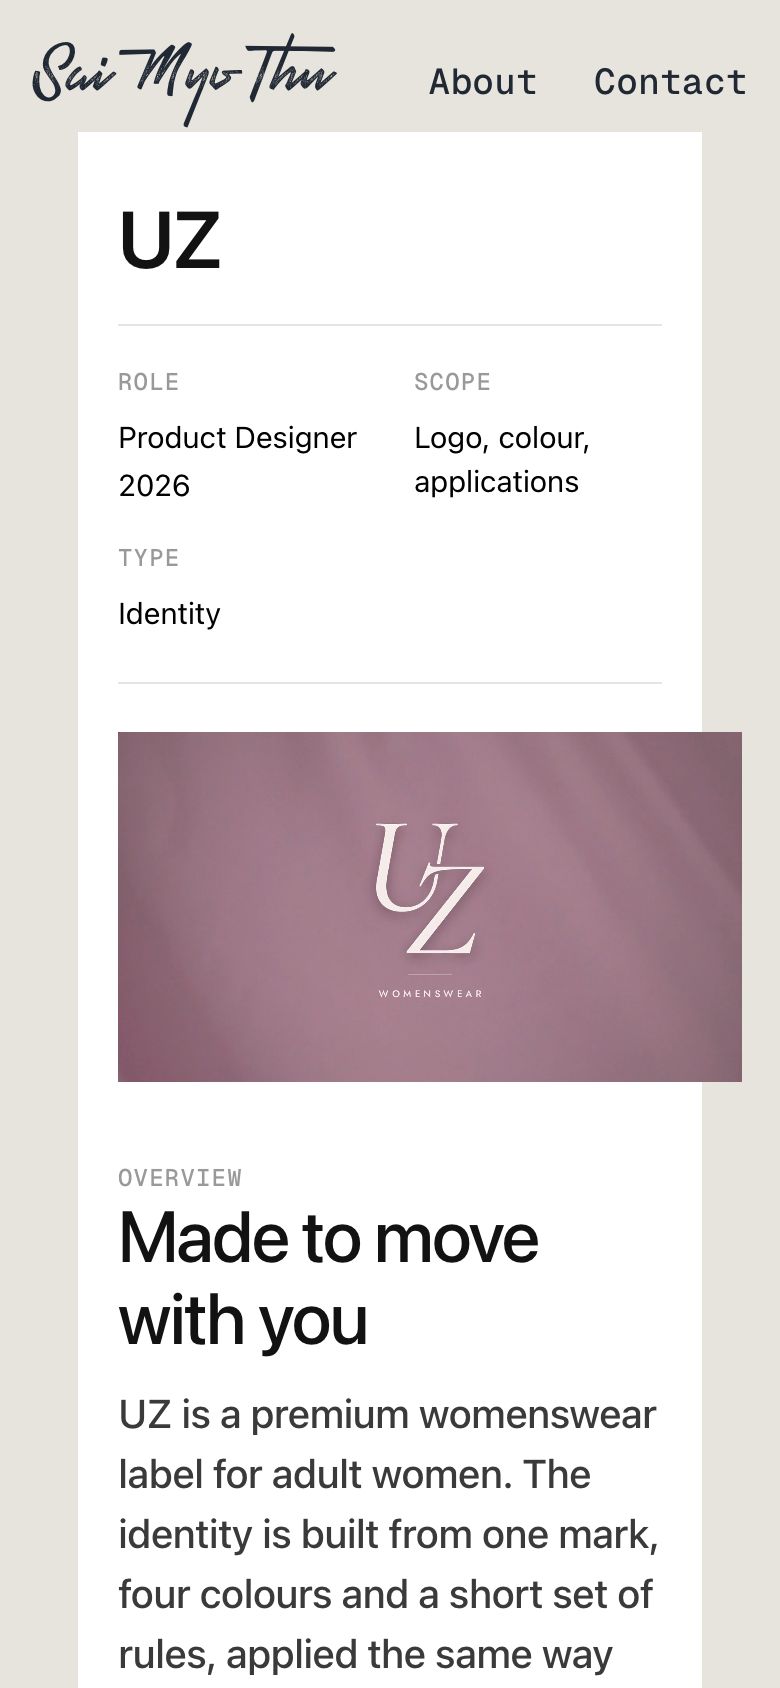 Sai Myo Thu
About
Contact
UZ
ROLE
Product Designer
2026
SCOPE
Logo, colour,
applications
TYPE
Identity
UZ
WOMENSWEAR
OVERVIEW
Made to move
with you
UZ is a premium womenswear
label for adult women. The
identity is built from one mark,
four colours and a short set of
rules, applied the same way